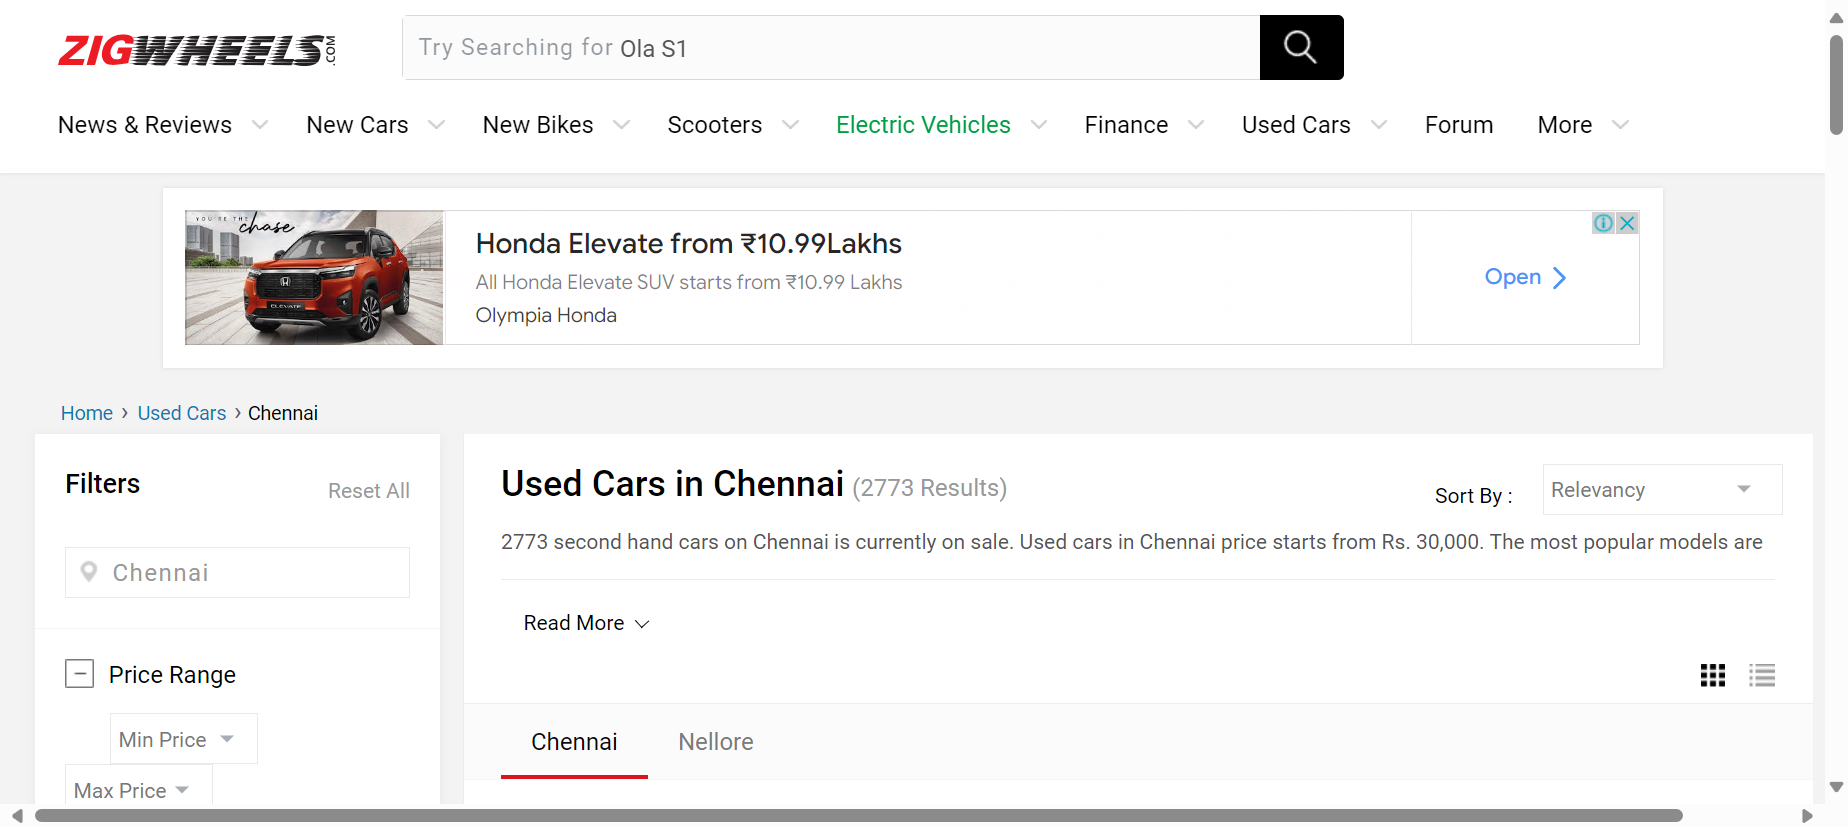 ZIGWHEELS.COM
Try Searching for Ola S1
News & Reviews New Cars New Bikes Scooters Electric Vehicles Finance Used Cars Forum More
YOU'RE THE
chase
ELEVATE
Honda Elevate from ₹10.99Lakhs
All Honda Elevate SUV starts from ₹10.99 Lakhs
Olympia Honda
Open
Home › Used Cars › Chennai
Filters
Reset All
Chennai
Price Range
Min Price
Max Price
Used Cars in Chennai (2773 Results)
Sort By :
Relevancy
2773 second hand cars on Chennai is currently on sale. Used cars in Chennai price starts from Rs. 30,000. The most popular models are
Read More
Chennai Nellore